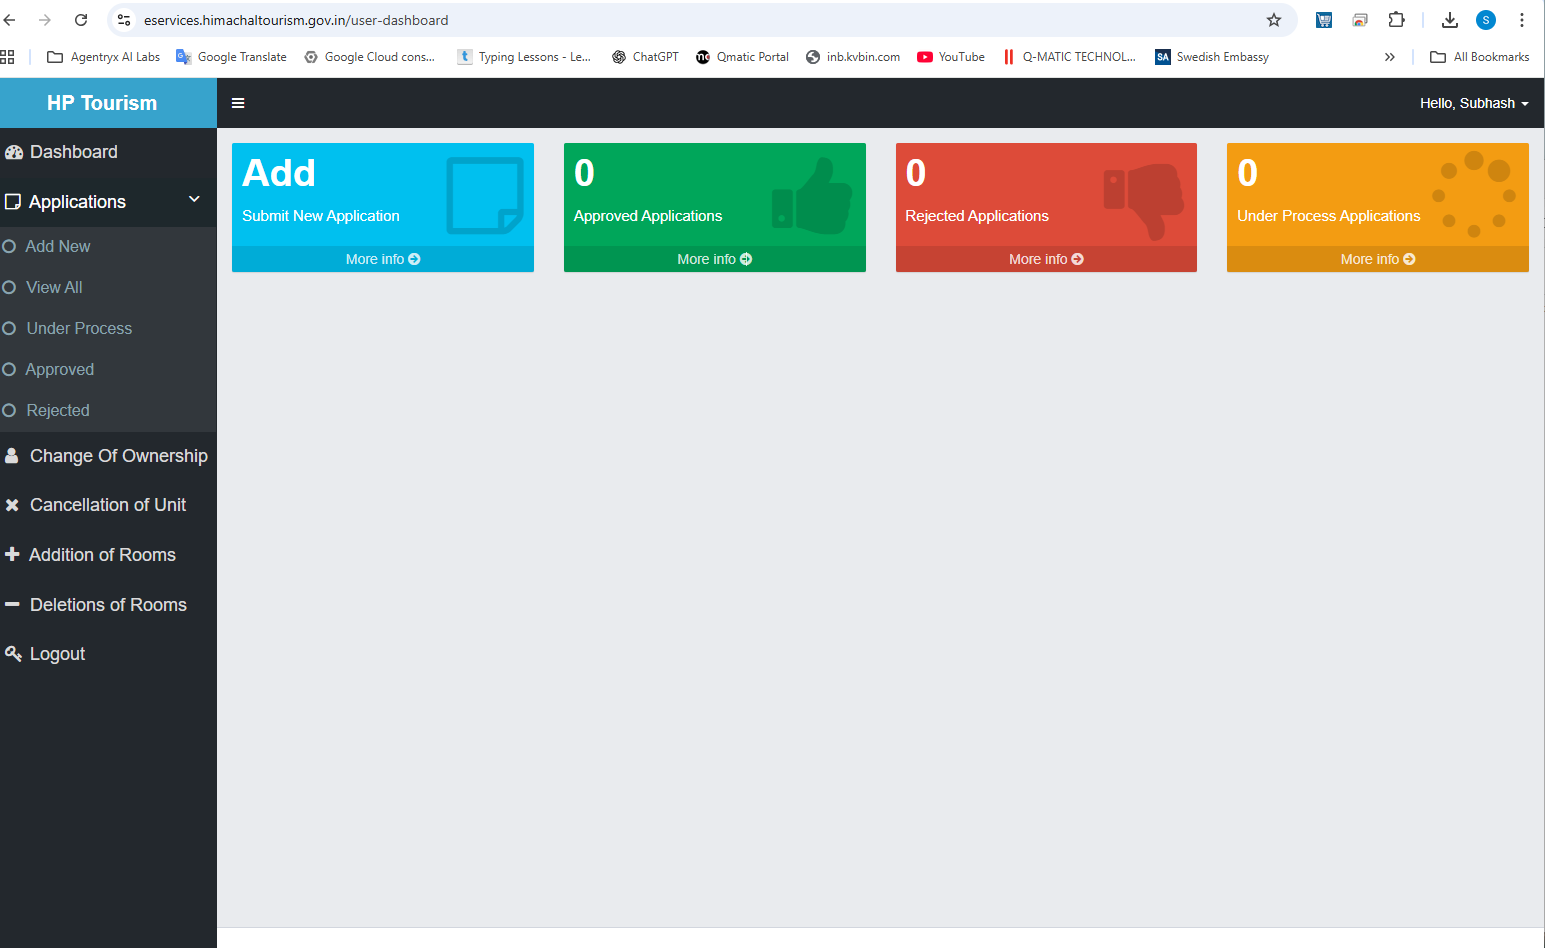 eservices.himachaltourism.gov.in/user-dashboard
S
Agentryx AI Labs
Google Translate
Google Cloud cons...
t
Typing Lessons - Le...
ChatGPT
Qmatic Portal
inb.kvbin.com
YouTube
Q-MATIC TECHNOL...
SA
Swedish Embassy
All Bookmarks
HP Tourism
Hello, Subhash
Dashboard
Applications
Add New
View All
Under Process
Approved
Rejected
Change Of Ownership
Cancellation of Unit
Addition of Rooms
Deletions of Rooms
Logout
Add
Submit New Application
More info
0
Approved Applications
More info
0
Rejected Applications
More info
0
Under Process Applications
More info